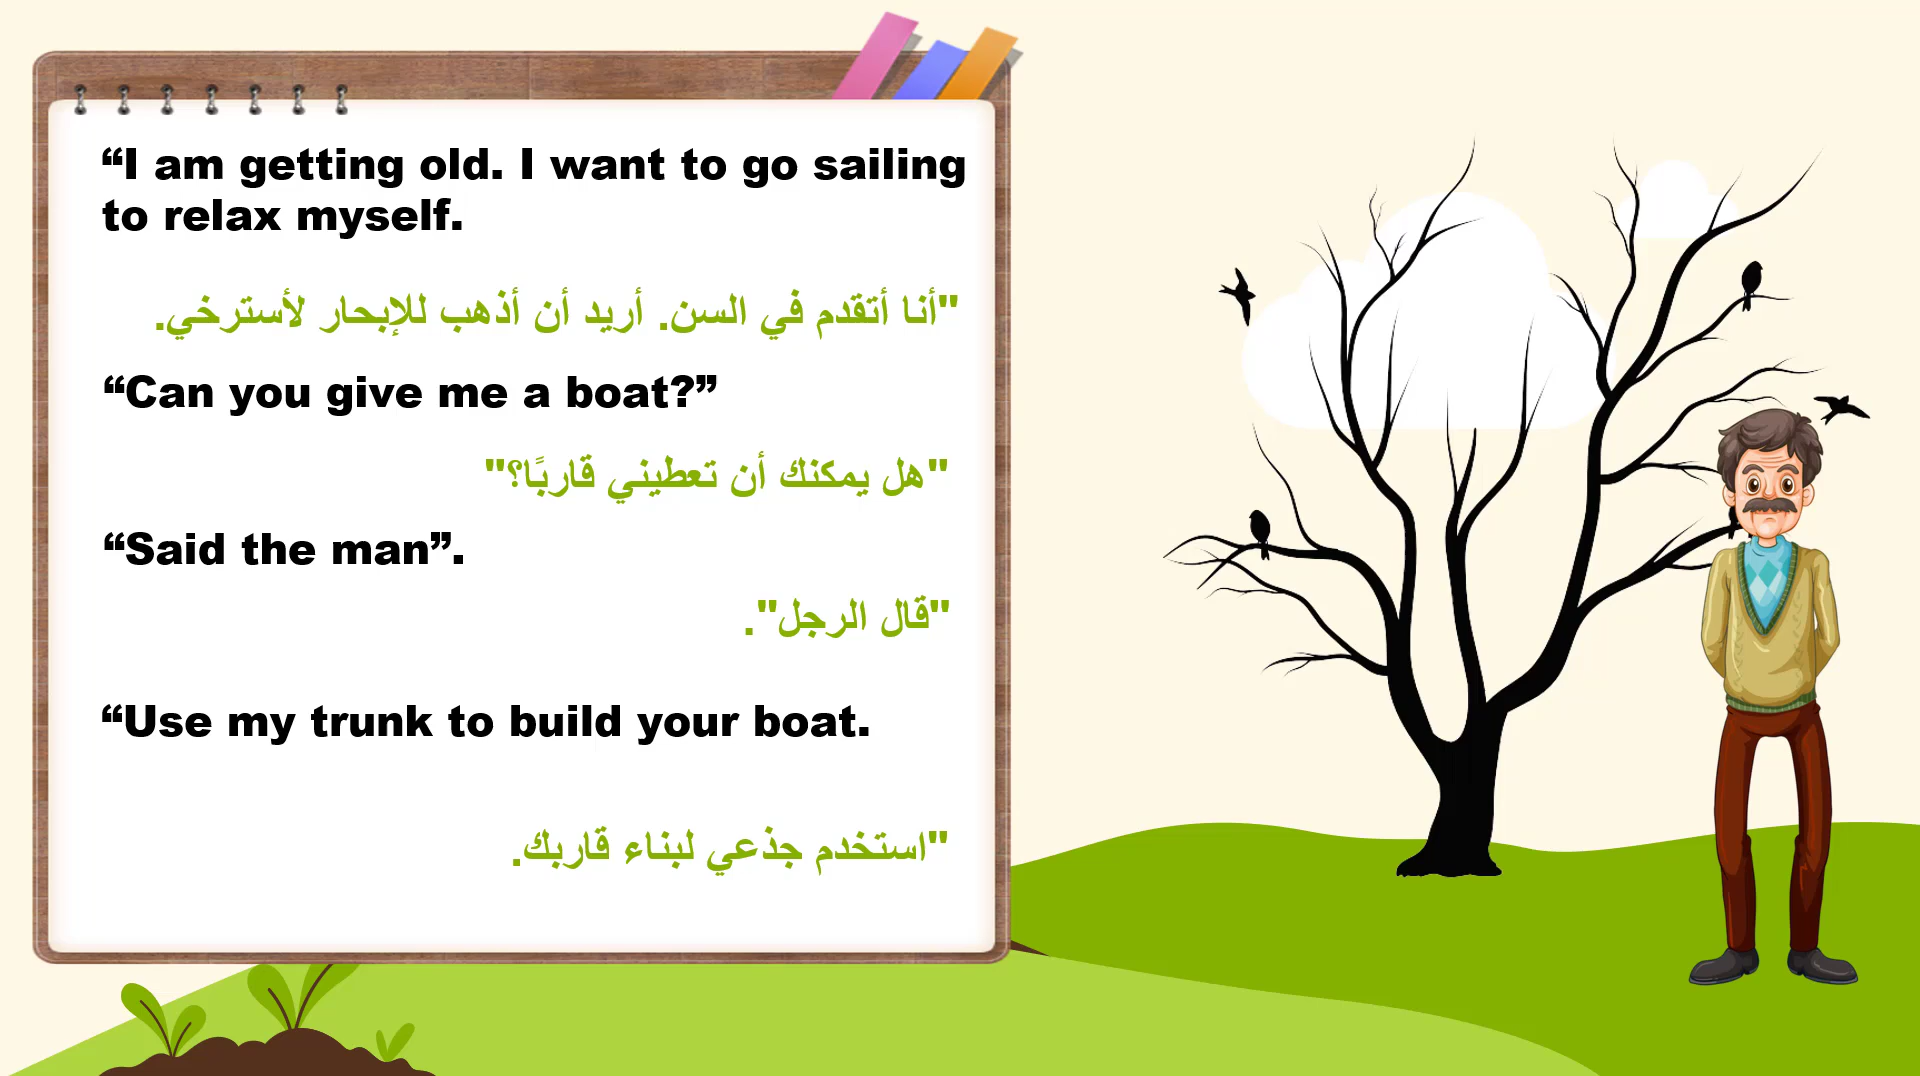 “I am getting old. I want to go sailing
to relax myself.
"أنا أتقدم في السن. أريد أن أذهب للإبحار لأسترخي.
“Can you give me a boat?”
"هل يمكنك أن تعطيني قاربًا؟"
“Said the man”.
"قال الرجل".
“Use my trunk to build your boat.
"استخدم جذعي لبناء قاربك.